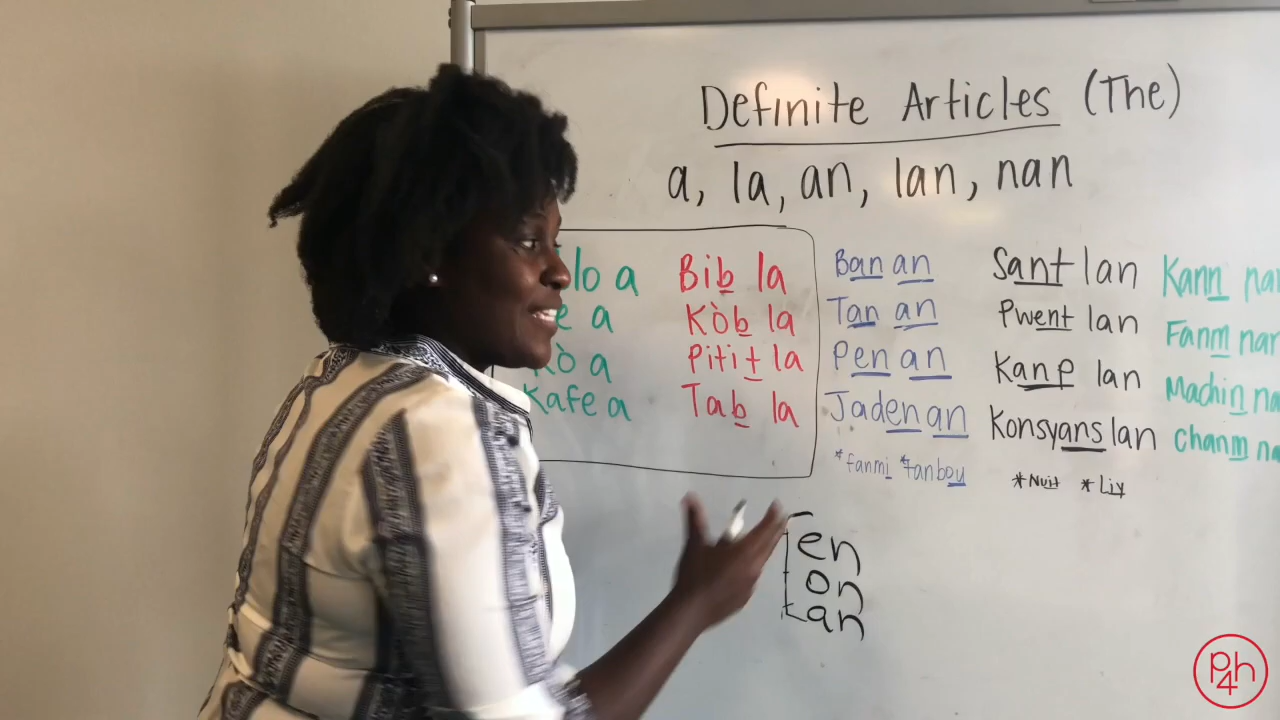 Definite Articles (The)
a, la, an, lan, nan
a
a
a
Kafe a
Bib la
Kòb la
Pitit la
Tab la
Ban an
Tan an
Pen an
Jaden an
*fanmi *tanbou
Sant lan
Pwent lan
Kanp lan
Konsyans lan
*Nuit *Liv
Kann
Fanm
Machin
Chanm
en
on
an
p4h